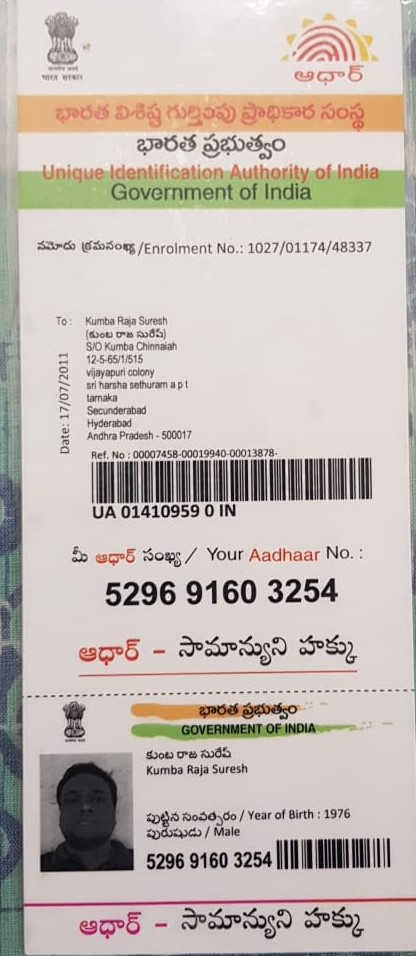 भारत सरकार
ఆధార్
భారత విశిష్ట గుర్తింపు ప్రాధికార సంస్థ
భారత ప్రభుత్వం
Unique Identification Authority of India
Government of India
నమోదు క్రమసంఖ్య/Enrolment No.: 1027/01174/48337
To : Kumba Raja Suresh
(కుంబ రాజ సురేష్)
S/O Kumba Chinnaiah
12-5-65/1/515
vijayapuri colony
sri harsha sethuram a p t
tarnaka
Secunderabad
Hyderabad
Andhra Pradesh - 500017
Date: 17/07/2011
Ref. No : 00007458-00019940-00013878-
UA 01410959 0 IN
మీ ఆధార్ సంఖ్య / Your Aadhaar No. :
5296 9160 3254
ఆధార్ – సామాన్యుని హక్కు
భారత ప్రభుత్వం
GOVERNMENT OF INDIA
కుంబ రాజ సురేష్
Kumba Raja Suresh
పుట్టిన సంవత్సరం / Year of Birth : 1976
పురుషుడు / Male
5296 9160 3254
ఆధార్ – సామాన్యుని హక్కు